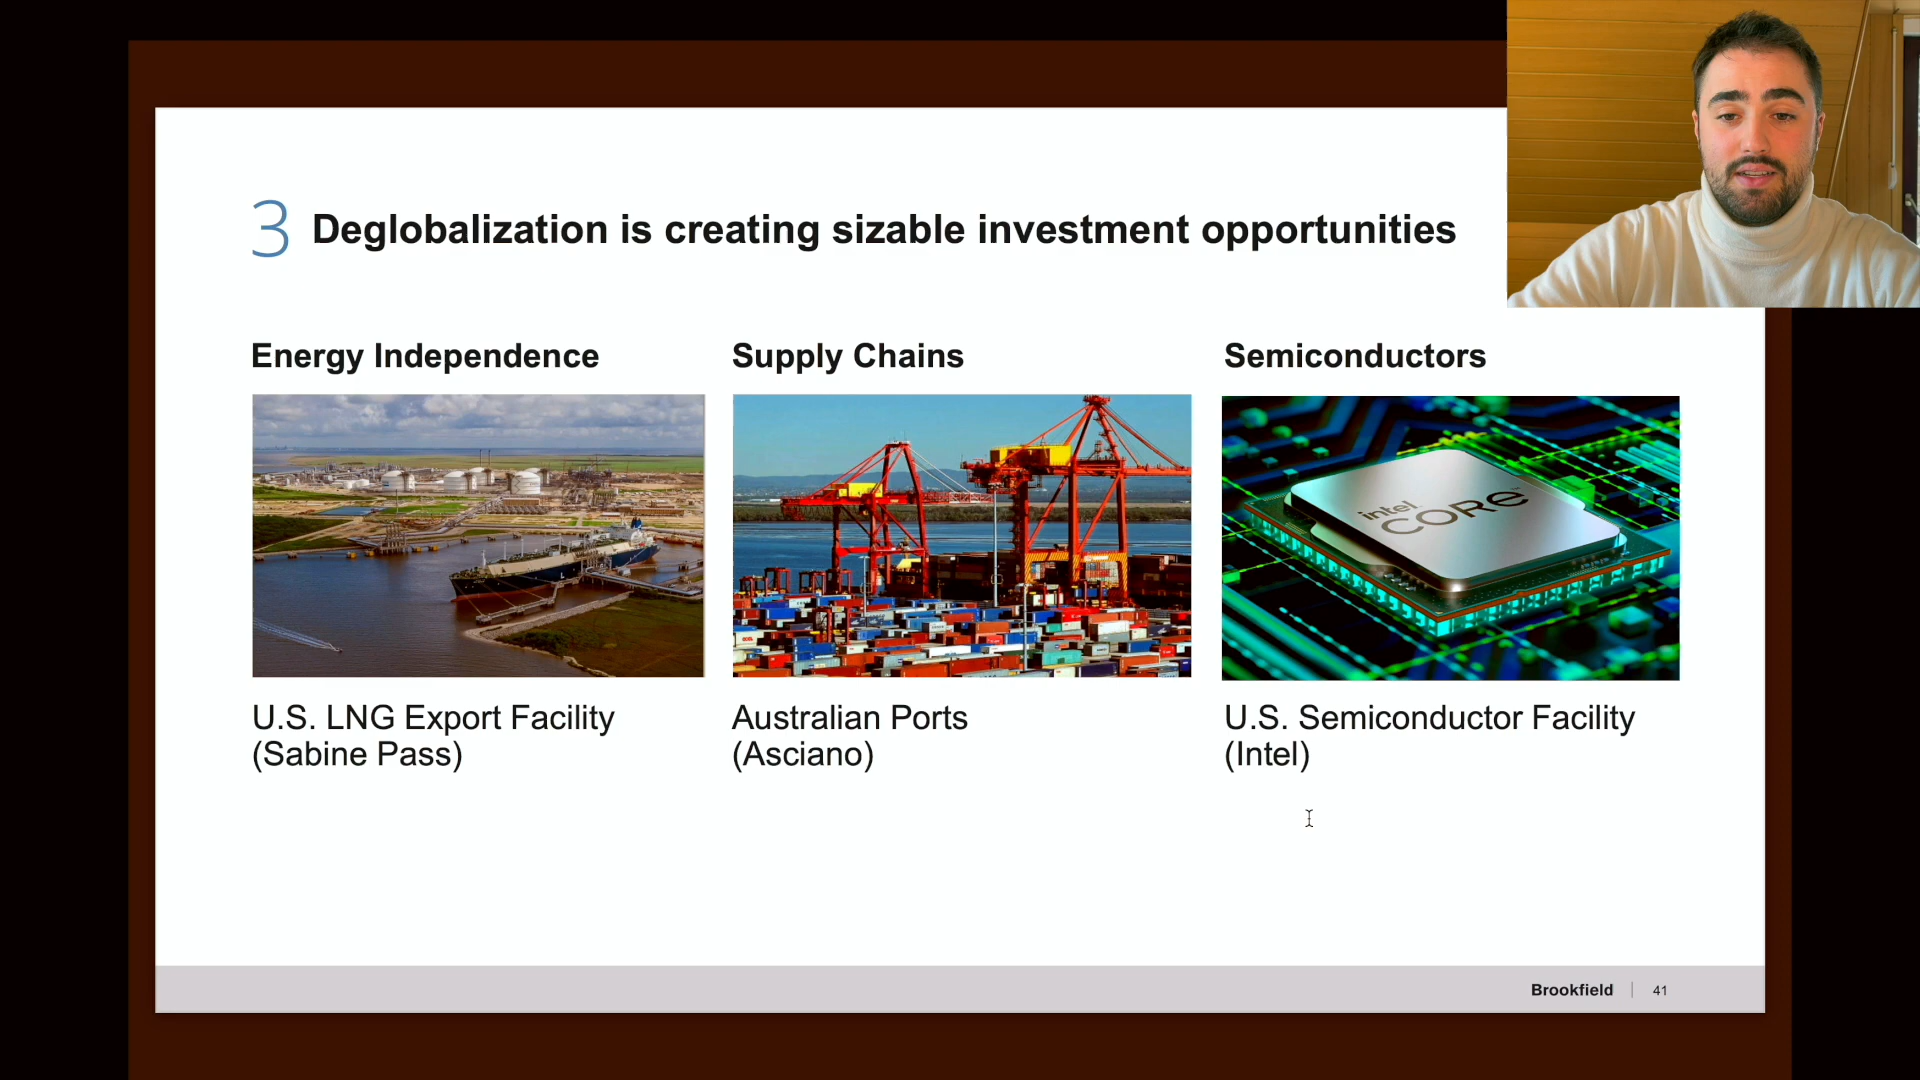 3 Deglobalization is creating sizable investment opportunities
Energy Independence
Supply Chains
Semiconductors
intel
CORE
U.S. LNG Export Facility
(Sabine Pass)
Australian Ports
(Asciano)
U.S. Semiconductor Facility
(Intel)
Brookfield | 41